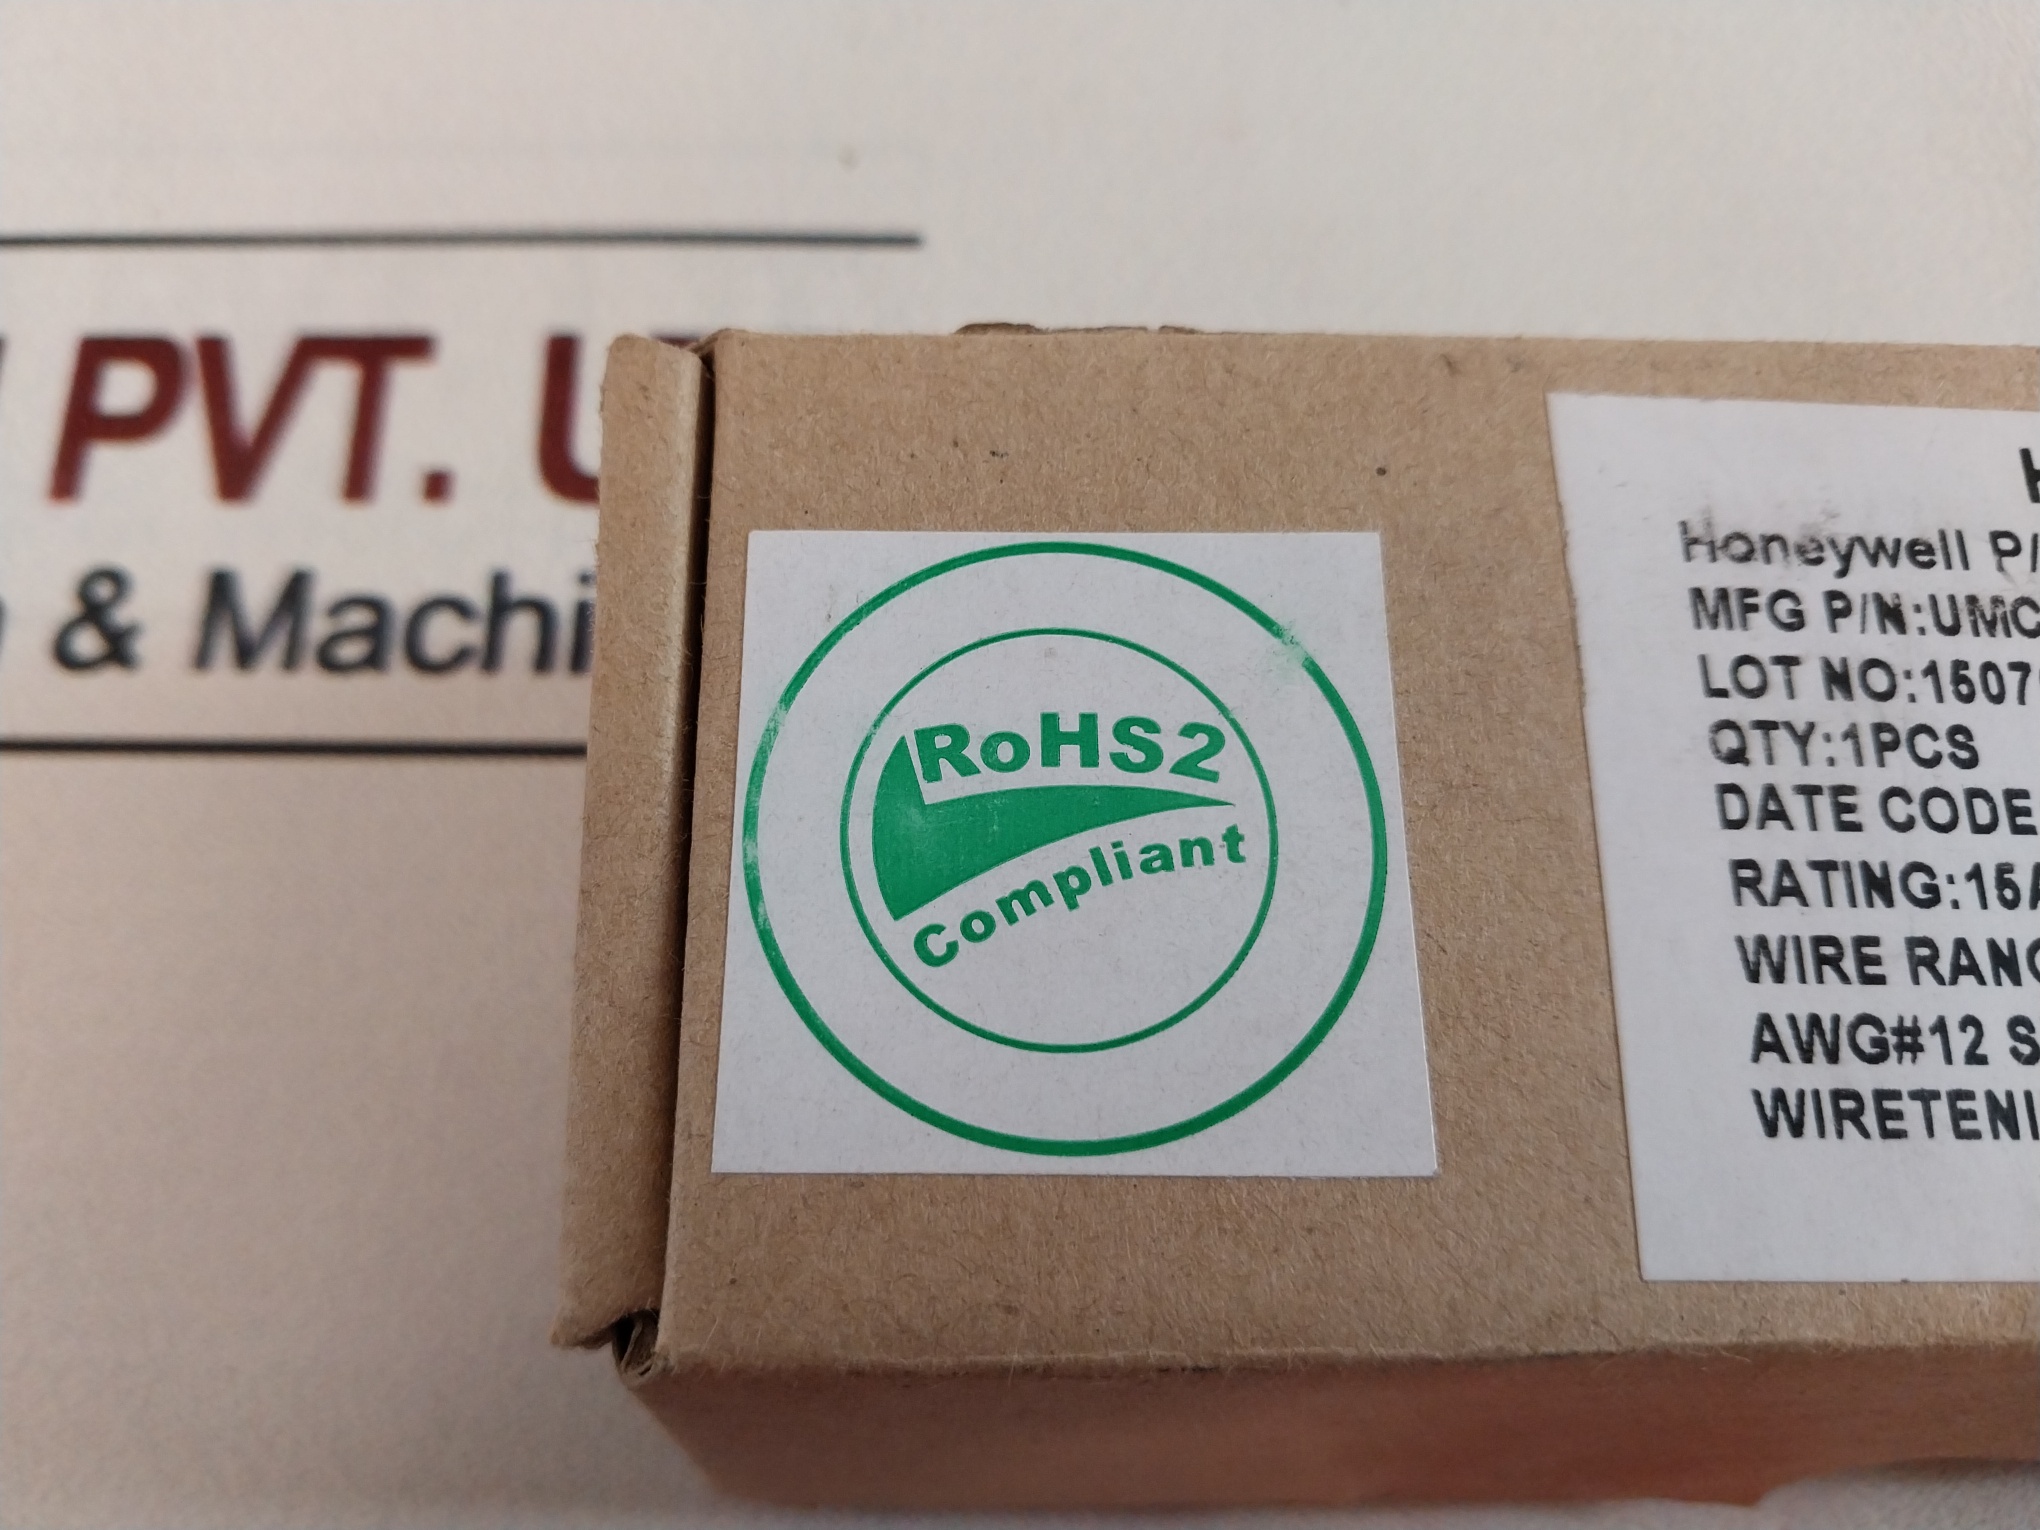 PVT.
& Machi
RoHS2
Compliant
H
Honeywell P/
MFG P/N:UMC
LOT NO:1507
QTY:1PCS
DATE CODE
RATING:15A
WIRE RANG
AWG#12 S
WIRETENI